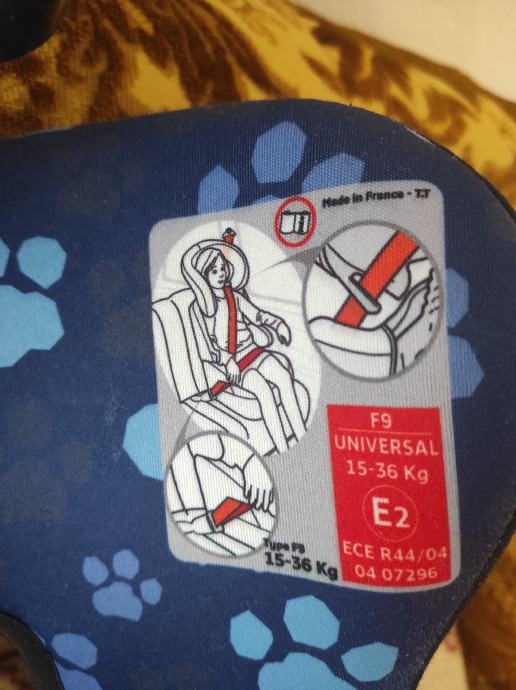 Made in France - T.T
F9
UNIVERSAL
15-36 Kg
E2
ECE R44/04
04 07296
Type F9
15-36 Kg